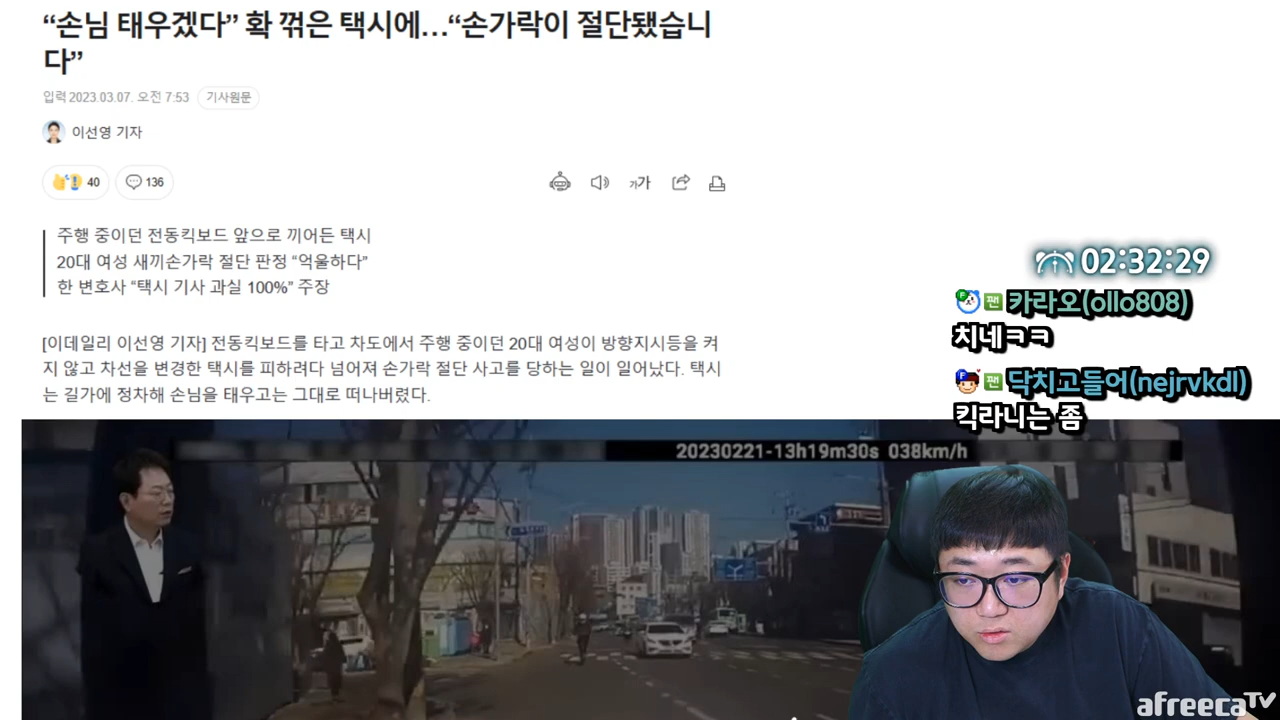 “손님 태우겠다” 확 꺾은 택시에…“손가락이 절단됐습니
다”
입력 2023.03.07. 오전 7:53 기사원문
이선영 기자
40 136
가가
주행 중이던 전동킥보드 앞으로 끼어든 택시
20대 여성 새끼손가락 절단 판정 “억울하다”
한 변호사 “택시 기사 과실 100%” 주장
[이데일리 이선영 기자] 전동킥보드를 타고 차도에서 주행 중이던 20대 여성이 방향지시등을 켜
지 않고 차선을 변경한 택시를 피하려다 넘어져 손가락 절단 사고를 당하는 일이 일어났다. 택시
는 길가에 정차해 손님을 태우고는 그대로 떠나버렸다.
02:32:29
F 팬 카라오(ollo808)
치네ㅋㅋ
F 팬 닥치고들어(nejrvkdl)
킥라니는 좀
20230221-13h19m30s 038km/h
afreecaTV